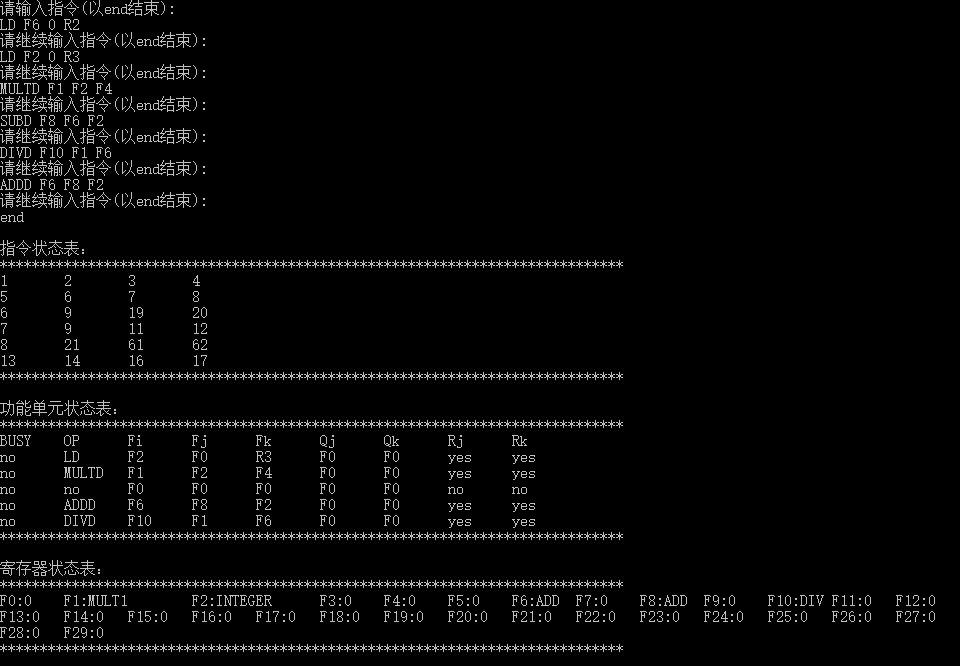 请输入指令(以end结束):
LD F6 0 R2
请继续输入指令(以end结束):
LD F2 0 R3
请继续输入指令(以end结束):
MULTD F1 F2 F4
请继续输入指令(以end结束):
SUBD F8 F6 F2
请继续输入指令(以end结束):
DIVD F10 F1 F6
请继续输入指令(以end结束):
ADDD F6 F8 F2
请继续输入指令(以end结束):
end
指令状态表:
******************************************************************************
1 2 3 4
5 6 7 8
6 9 19 20
7 9 11 12
8 21 61 62
13 14 16 17
******************************************************************************
功能单元状态表:
******************************************************************************
BUSY OP Fi Fj Fk Qj Qk Rj Rk
no LD F2 F0 R3 F0 F0 yes yes
no MULTD F1 F2 F4 F0 F0 yes yes
no no F0 F0 F0 F0 F0 no no
no ADDD F6 F8 F2 F0 F0 yes yes
no DIVD F10 F1 F6 F0 F0 yes yes
******************************************************************************
寄存器状态表:
******************************************************************************
F0:0 F1:MULT1 F2:INTEGER F3:0 F4:0 F5:0 F6:ADD F7:0 F8:ADD F9:0 F10:DIV F11:0 F12:0
F13:0 F14:0 F15:0 F16:0 F17:0 F18:0 F19:0 F20:0 F21:0 F22:0 F23:0 F24:0 F25:0 F26:0 F27:0
F28:0 F29:0
******************************************************************************